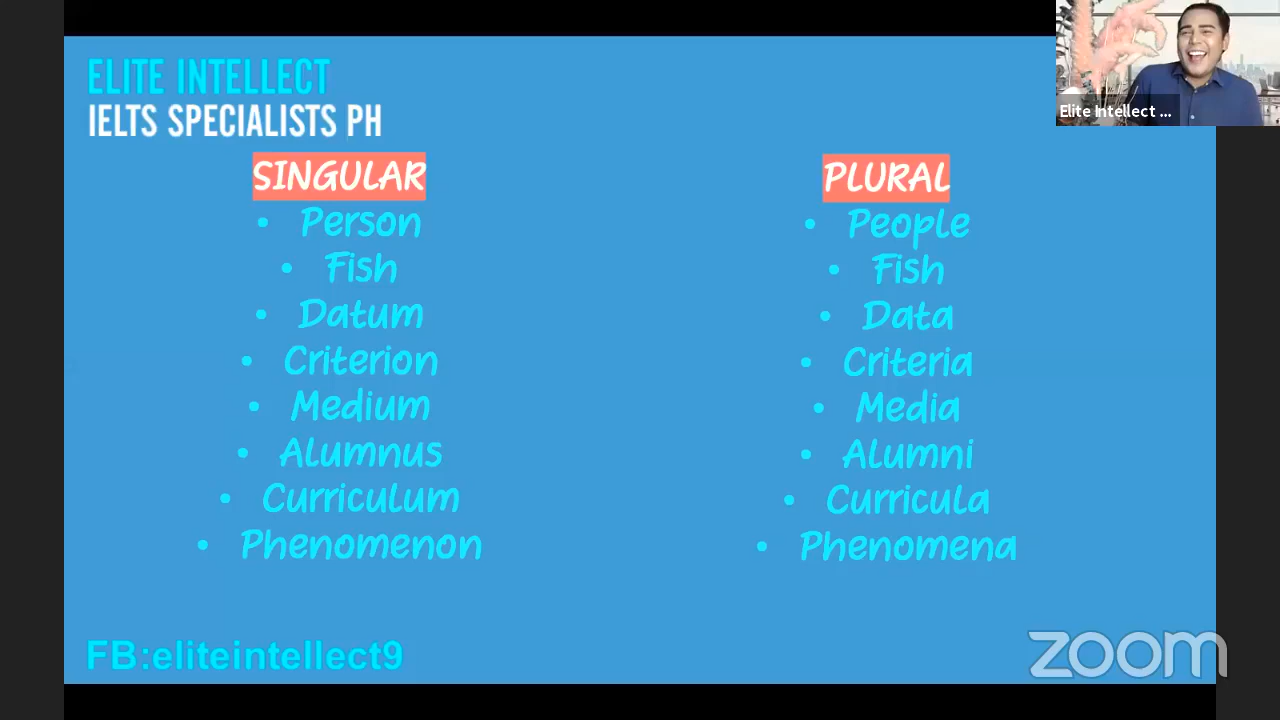 ELITE INTELLECT
IELTS SPECIALISTS PH
Elite Intellect ...
SINGULAR
• Person
• Fish
• Datum
• Criterion
• Medium
• Alumnus
• Curriculum
• Phenomenon
PLURAL
• People
• Fish
• Data
• Criteria
• Media
• Alumni
• Curricula
• Phenomena
FB:eliteintellect9
zoom